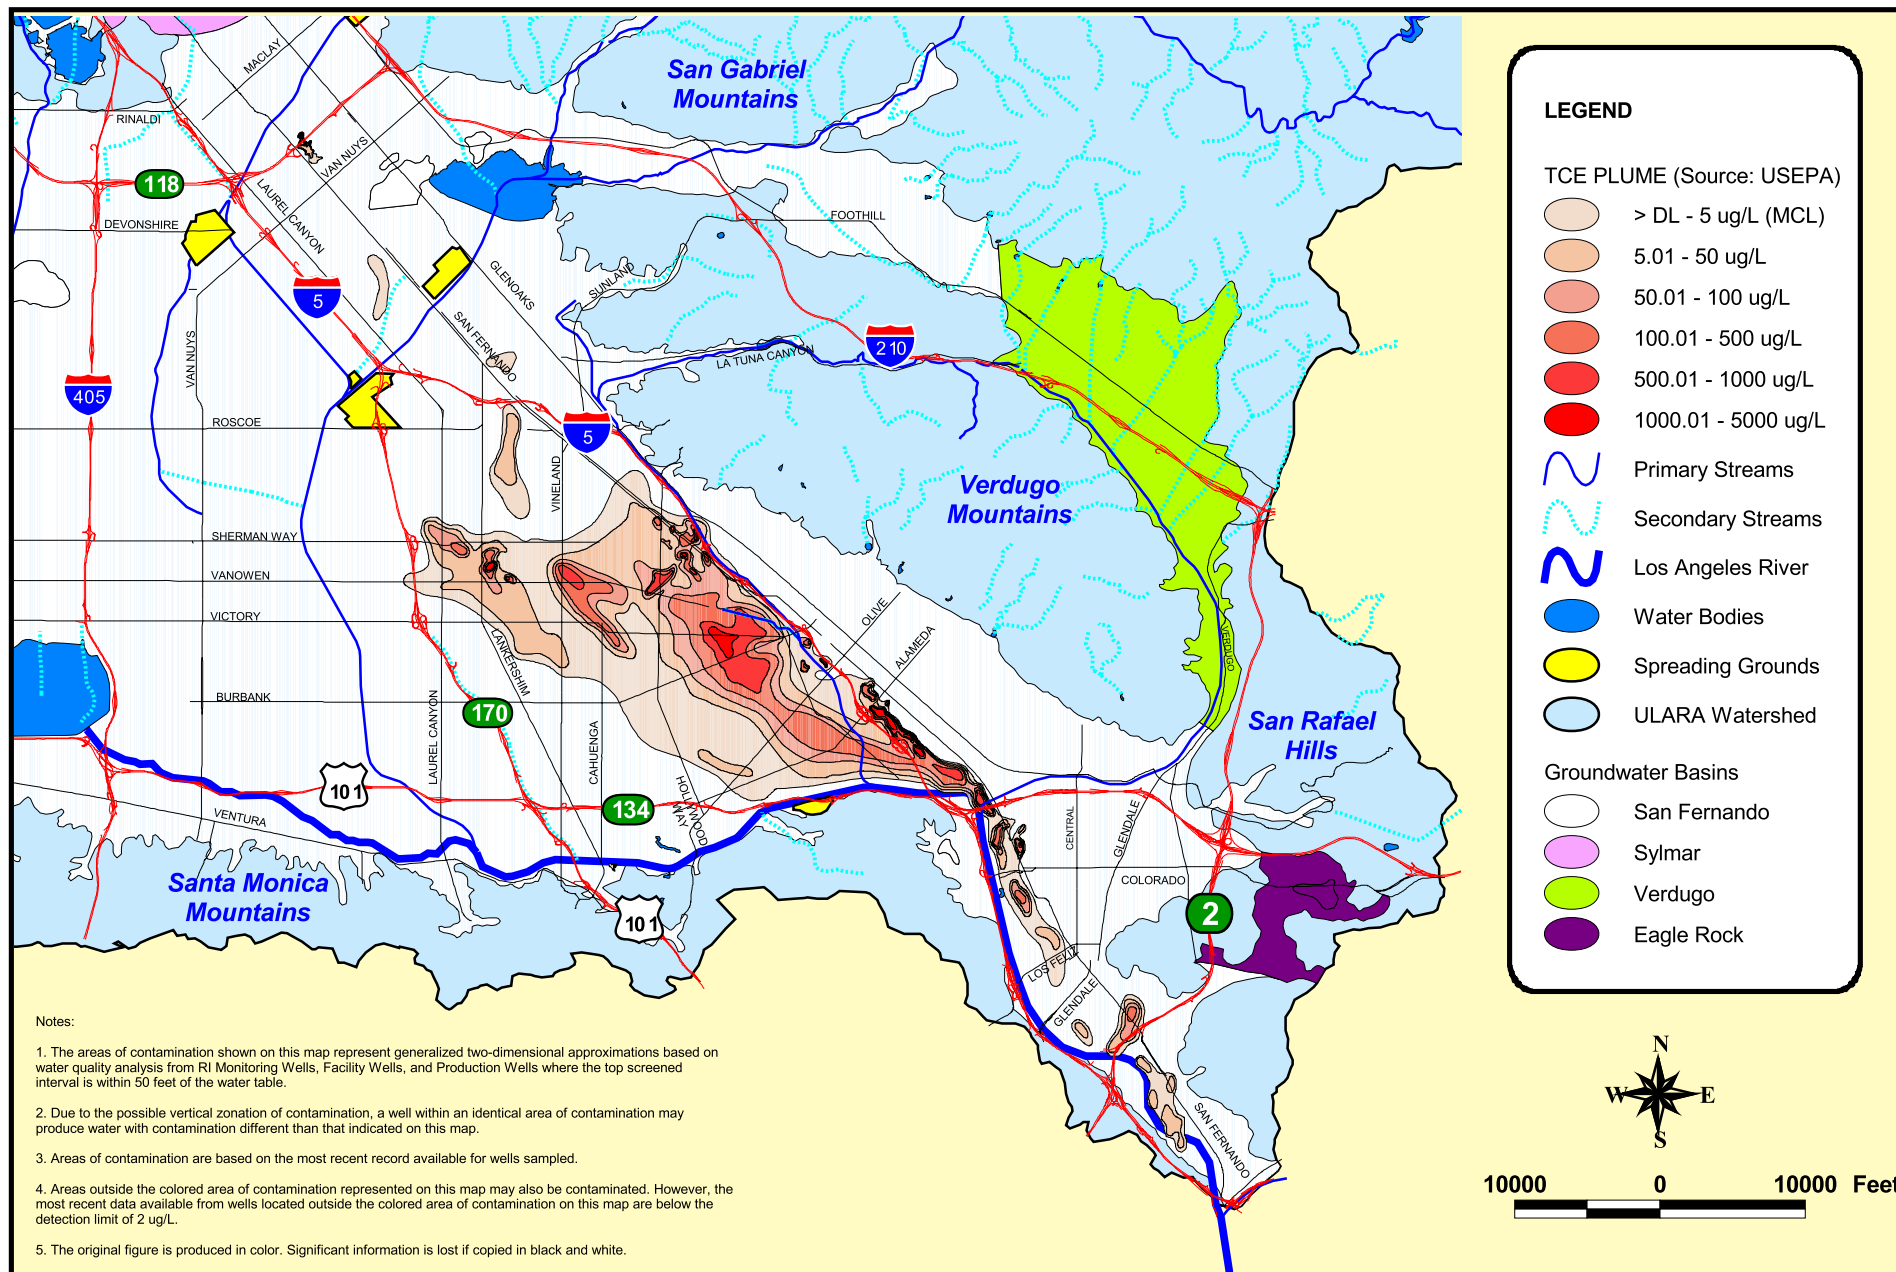 San Gabriel
Mountains
MACLAY
RINALDI
VAN NUYS
118
LAUREL CANYON
DEVONSHIRE
FOOTHILL
GLENOAKS
SUNLAND
5
SAN FERNANDO
210
LA TUNA CANYON
VAN NUYS
405
ROSCOE
5
VINELAND
Verdugo
Mountains
SHERMAN WAY
VANOWEN
VICTORY
OLIVE
ALAMEDA
LANKERSHIM
VERDUGO
BURBANK
170
LAUREL CANYON
CAHUENGA
San Rafael
Hills
101
134
HOLLYWOOD
WAY
VENTURA
CENTRAL
GLENDALE
COLORADO
Santa Monica
Mountains
101
2
LOS FELIZ
GLENDALE
SAN FERNANDO
Notes:
1. The areas of contamination shown on this map represent generalized two-dimensional approximations based on
water quality analysis from RI Monitoring Wells, Facility Wells, and Production Wells where the top screened
interval is within 50 feet of the water table.
2. Due to the possible vertical zonation of contamination, a well within an identical area of contamination may
produce water with contamination different than that indicated on this map.
3. Areas of contamination are based on the most recent record available for wells sampled.
4. Areas outside the colored area of contamination represented on this map may also be contaminated. However, the
most recent data available from wells located outside the colored area of contamination on this map are below the
detection limit of 2 ug/L.
5. The original figure is produced in color. Significant information is lost if copied in black and white.
LEGEND
TCE PLUME (Source: USEPA)
> DL - 5 ug/L (MCL)
5.01 - 50 ug/L
50.01 - 100 ug/L
100.01 - 500 ug/L
500.01 - 1000 ug/L
1000.01 - 5000 ug/L
Primary Streams
Secondary Streams
Los Angeles River
Water Bodies
Spreading Grounds
ULARA Watershed
Groundwater Basins
San Fernando
Sylmar
Verdugo
Eagle Rock
N
W E
S
10000 0 10000 Feet